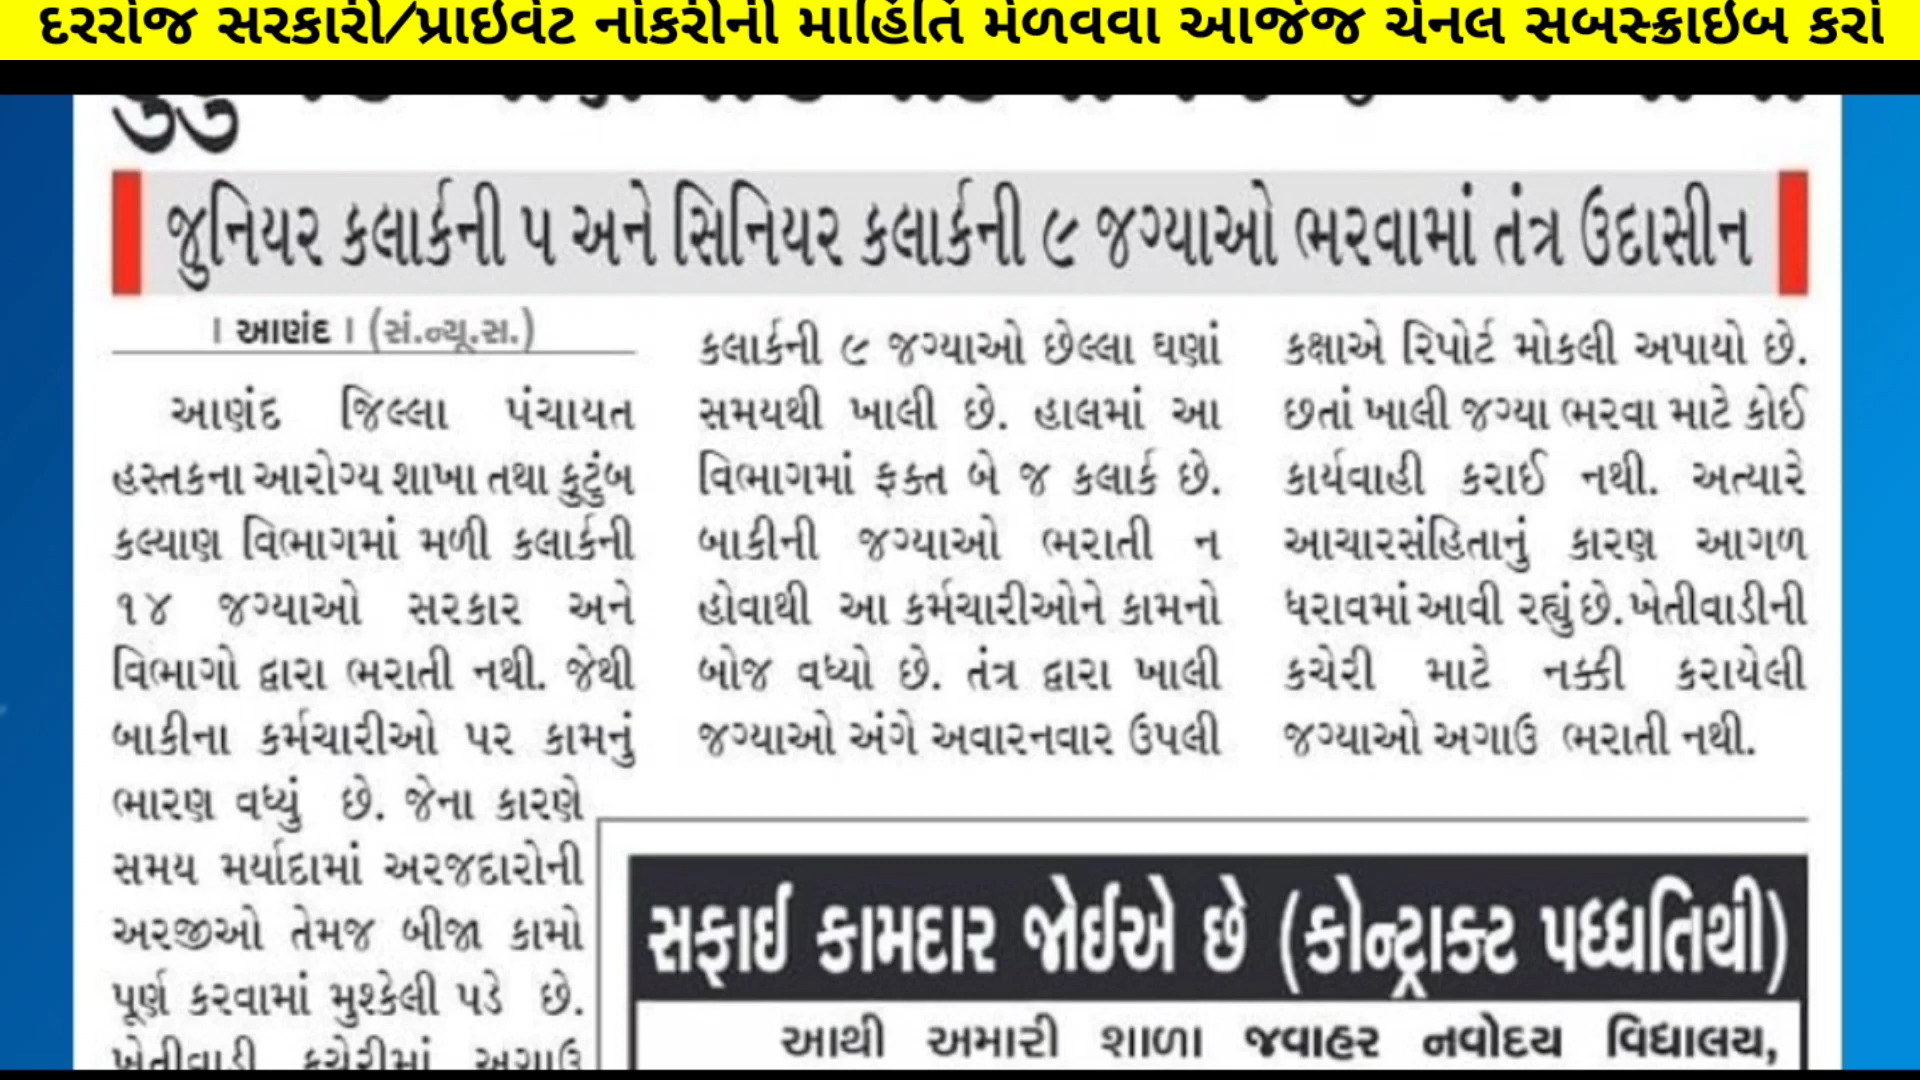 દરરોજ સરકારી/પ્રાઇવેટ નોકરીની માહિતિ મેળવવા આજેજ ચેનલ સબસ્ક્રાઇબ કરો
જુનિયર કલાર્કની ૫ અને સિનિયર કલાર્કની ૯ જગ્યાઓ ભરવામાં તંત્ર ઉદાસીન
। આણંદ । (સં.ન્યૂ.સ.)
આણંદ જિલ્લા પંચાયત
હસ્તકના આરોગ્ય શાખા તથા કુટુંબ
કલ્યાણ વિભાગમાં મળી કલાર્કની
૧૪ જગ્યાઓ સરકાર અને
વિભાગો દ્વારા ભરાતી નથી. જેથી
બાકીના કર્મચારીઓ પર કામનું
ભારણ વધ્યું છે. જેના કારણે
સમય મર્યાદામાં અરજદારોની
અરજીઓ તેમજ બીજા કામો
પૂર્ણ કરવામાં મુશ્કેલી પડે છે.
ખેતીવાડી કચેરીમાં અગાઉ
કલાર્કની ૯ જગ્યાઓ છેલ્લા ઘણાં
સમયથી ખાલી છે. હાલમાં આ
વિભાગમાં ફક્ત બે જ કલાર્ક છે.
બાકીની જગ્યાઓ ભરાતી ન
હોવાથી આ કર્મચારીઓને કામનો
બોજ વધ્યો છે. તંત્ર દ્વારા ખાલી
જગ્યાઓ અંગે અવારનવાર ઉપલી
કક્ષાએ રિપોર્ટ મોકલી અપાયો છે.
છતાં ખાલી જગ્યા ભરવા માટે કોઈ
કાર્યવાહી કરાઈ નથી. અત્યારે
આચારસંહિતાનું કારણ આગળ
ધરાવમાં આવી રહ્યું છે. ખેતીવાડીની
કચેરી માટે નક્કી કરાયેલી
જગ્યાઓ અગાઉ ભરાતી નથી.
સફાઈ કામદાર જોઈએ છે (કોન્ટ્રાક્ટ પધ્ધતિથી)
આથી અમારી શાળા જવાહર નવોદય વિદ્યાલય,